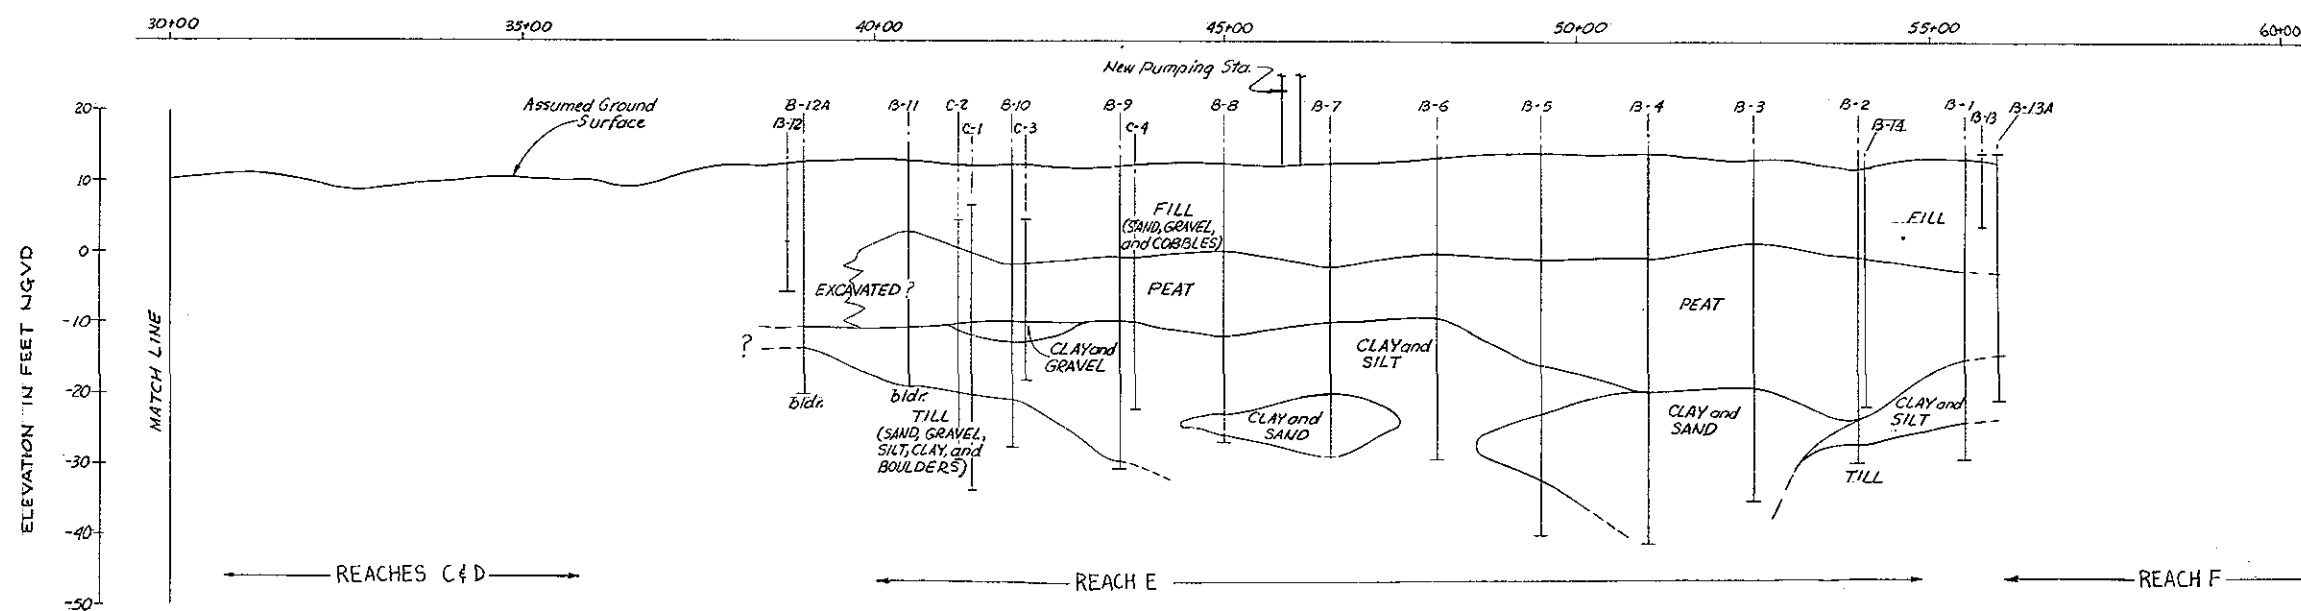 30+00
35+00
40+00
45+00
50+00
55+00
60+00
New Pumping Sta.
20
10
0
-10
-20
-30
-40
-50
ELEVATION IN FEET NGVD
MATCH LINE
Assumed Ground
Surface
B-12A
B-12
B-11
C-2
C-1
B-10
C-3
B-9
C-4
B-8
B-7
B-6
B-5
B-4
B-3
B-2
B-14
B-1
B-13
B-13A
FILL
(SAND, GRAVEL,
and COBBLES)
FILL
EXCAVATED ?
PEAT
PEAT
?
CLAY and
GRAVEL
CLAY and
SILT
bldr.
bldr.
TILL
(SAND, GRAVEL,
SILT, CLAY, and
BOULDERS)
CLAY and
SAND
CLAY and
SAND
CLAY and
SILT
TILL
REACHES C & D
REACH E
REACH F